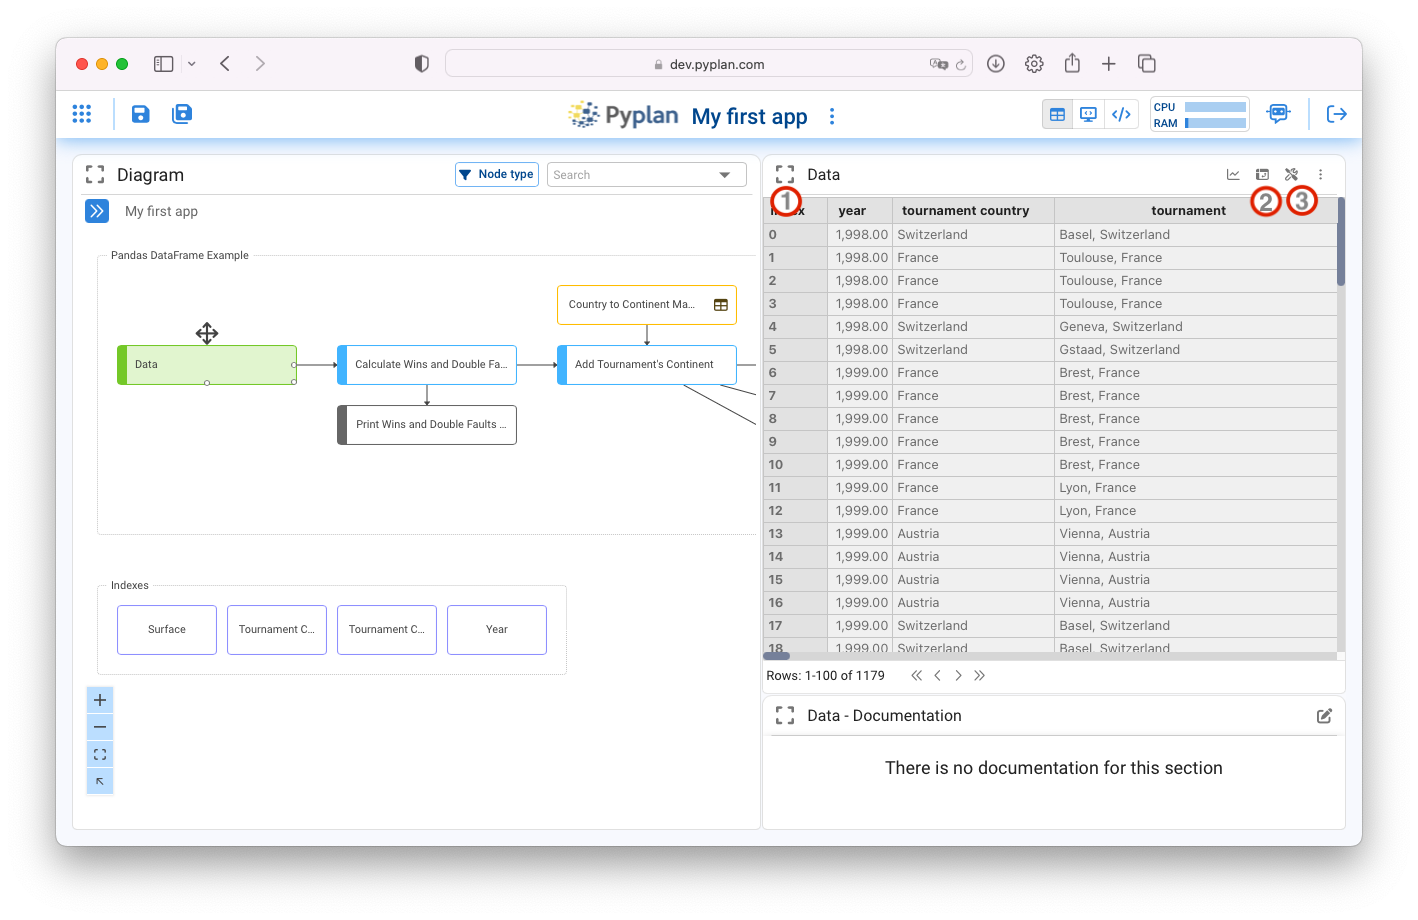 dev.pyplan.com
Pyplan My first app
CPU
RAM
Diagram
Node type
Search
My first app
Pandas DataFrame Example
Country to Continent Ma...
Data
Calculate Wins and Double Fa...
Add Tournament's Continent
Print Wins and Double Faults ...
Indexes
Surface
Tournament C...
Tournament C...
Year
Data
1
2
3
year tournament country tournament
0 1,998.00 Switzerland Basel, Switzerland
1 1,998.00 France Toulouse, France
2 1,998.00 France Toulouse, France
3 1,998.00 France Toulouse, France
4 1,998.00 Switzerland Geneva, Switzerland
5 1,998.00 Switzerland Gstaad, Switzerland
6 1,999.00 France Brest, France
7 1,999.00 France Brest, France
8 1,999.00 France Brest, France
9 1,999.00 France Brest, France
10 1,999.00 France Brest, France
11 1,999.00 France Lyon, France
12 1,999.00 France Lyon, France
13 1,999.00 Austria Vienna, Austria
14 1,999.00 Austria Vienna, Austria
15 1,999.00 Austria Vienna, Austria
16 1,999.00 Austria Vienna, Austria
17 1,999.00 Switzerland Basel, Switzerland
18 1,999.00 Switzerland Basel, Switzerland
Rows: 1-100 of 1179
Data - Documentation
There is no documentation for this section